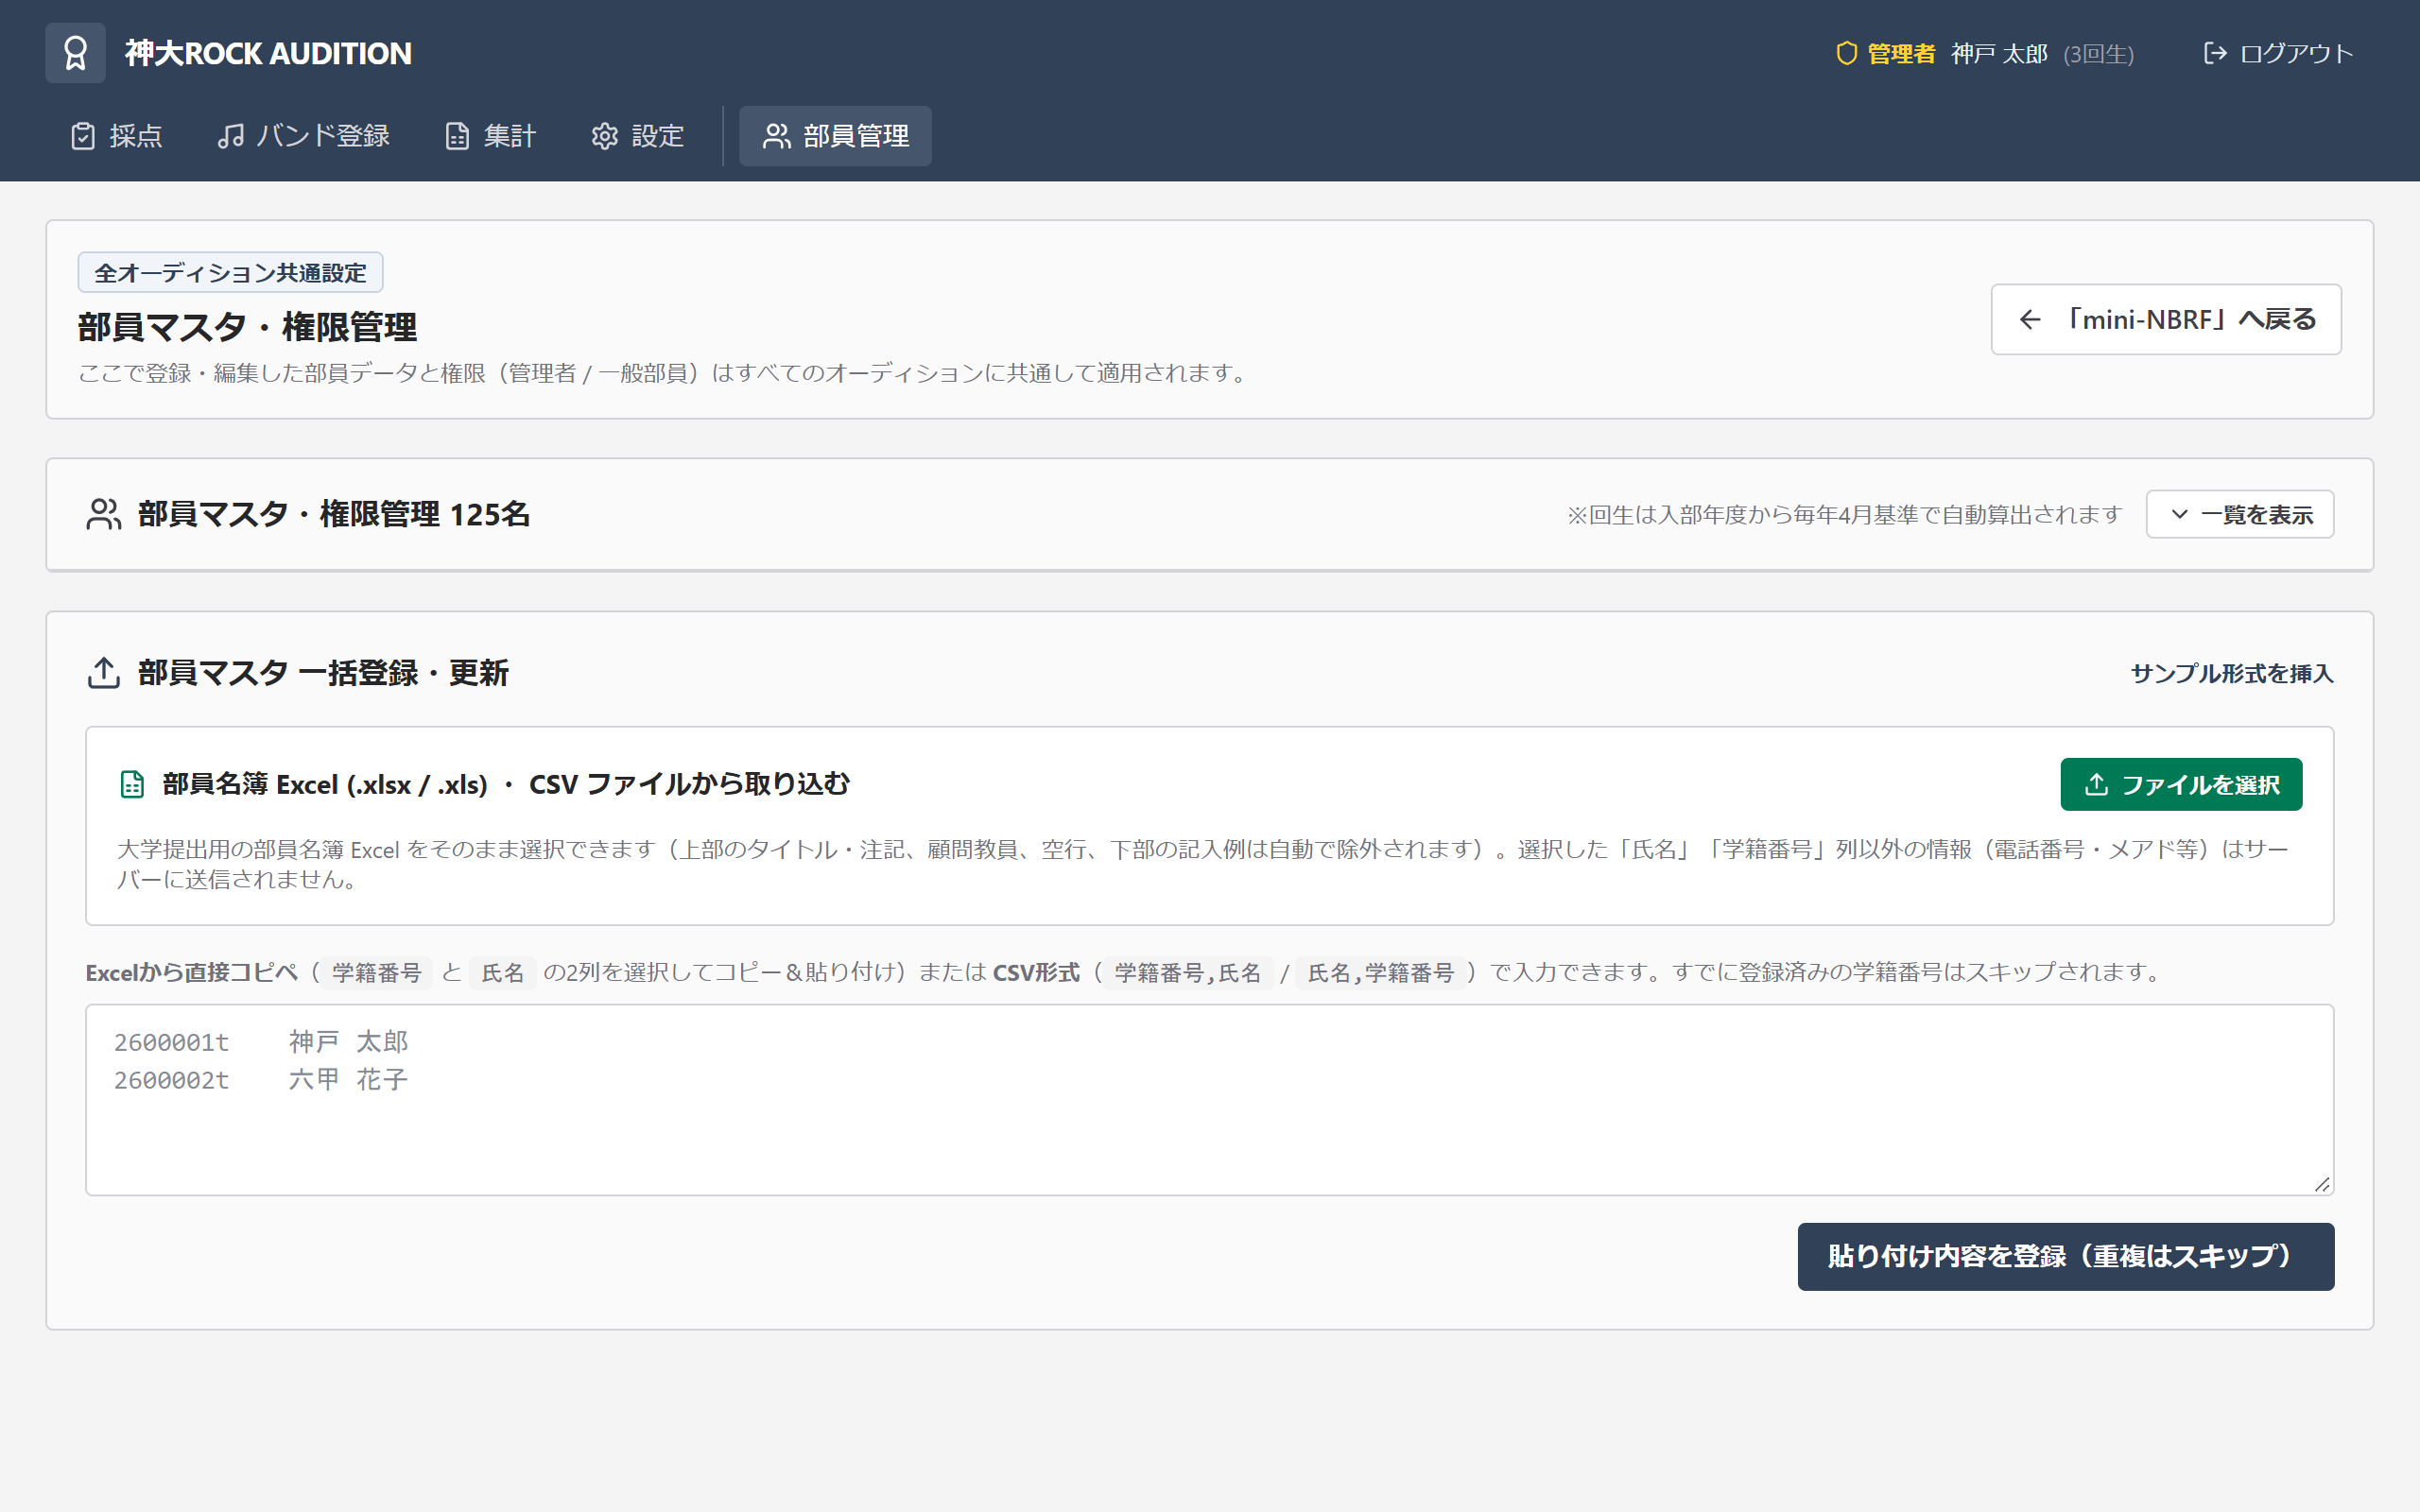 神大ROCK AUDITION
管理者 神戸 太郎 (3回生) ログアウト
採点 バンド登録 集計 設定 部員管理
全オーディション共通設定
部員マスタ・権限管理
ここで登録・編集した部員データと権限（管理者 / 一般部員）はすべてのオーディションに共通して適用されます。
「mini-NBRF」へ戻る
部員マスタ・権限管理 125名
※回生は入部年度から毎年4月基準で自動算出されます 一覧を表示
部員マスタ 一括登録・更新
サンプル形式を挿入
部員名簿 Excel (.xlsx / .xls) ・ CSV ファイルから取り込む
ファイルを選択
大学提出用の部員名簿 Excel をそのまま選択できます（上部のタイトル・注記、顧問教員、空行、下部の記入例は自動で除外されます）。選択した「氏名」「学籍番号」列以外の情報（電話番号・メアド等）はサー
バーに送信されません。
Excelから直接コピペ（ 学籍番号 と 氏名 の2列を選択してコピー＆貼り付け）または CSV形式（ 学籍番号,氏名 / 氏名,学籍番号 ）で入力できます。すでに登録済みの学籍番号はスキップされます。
2600001t 神戸 太郎
2600002t 六甲 花子
貼り付け内容を登録（重複はスキップ）